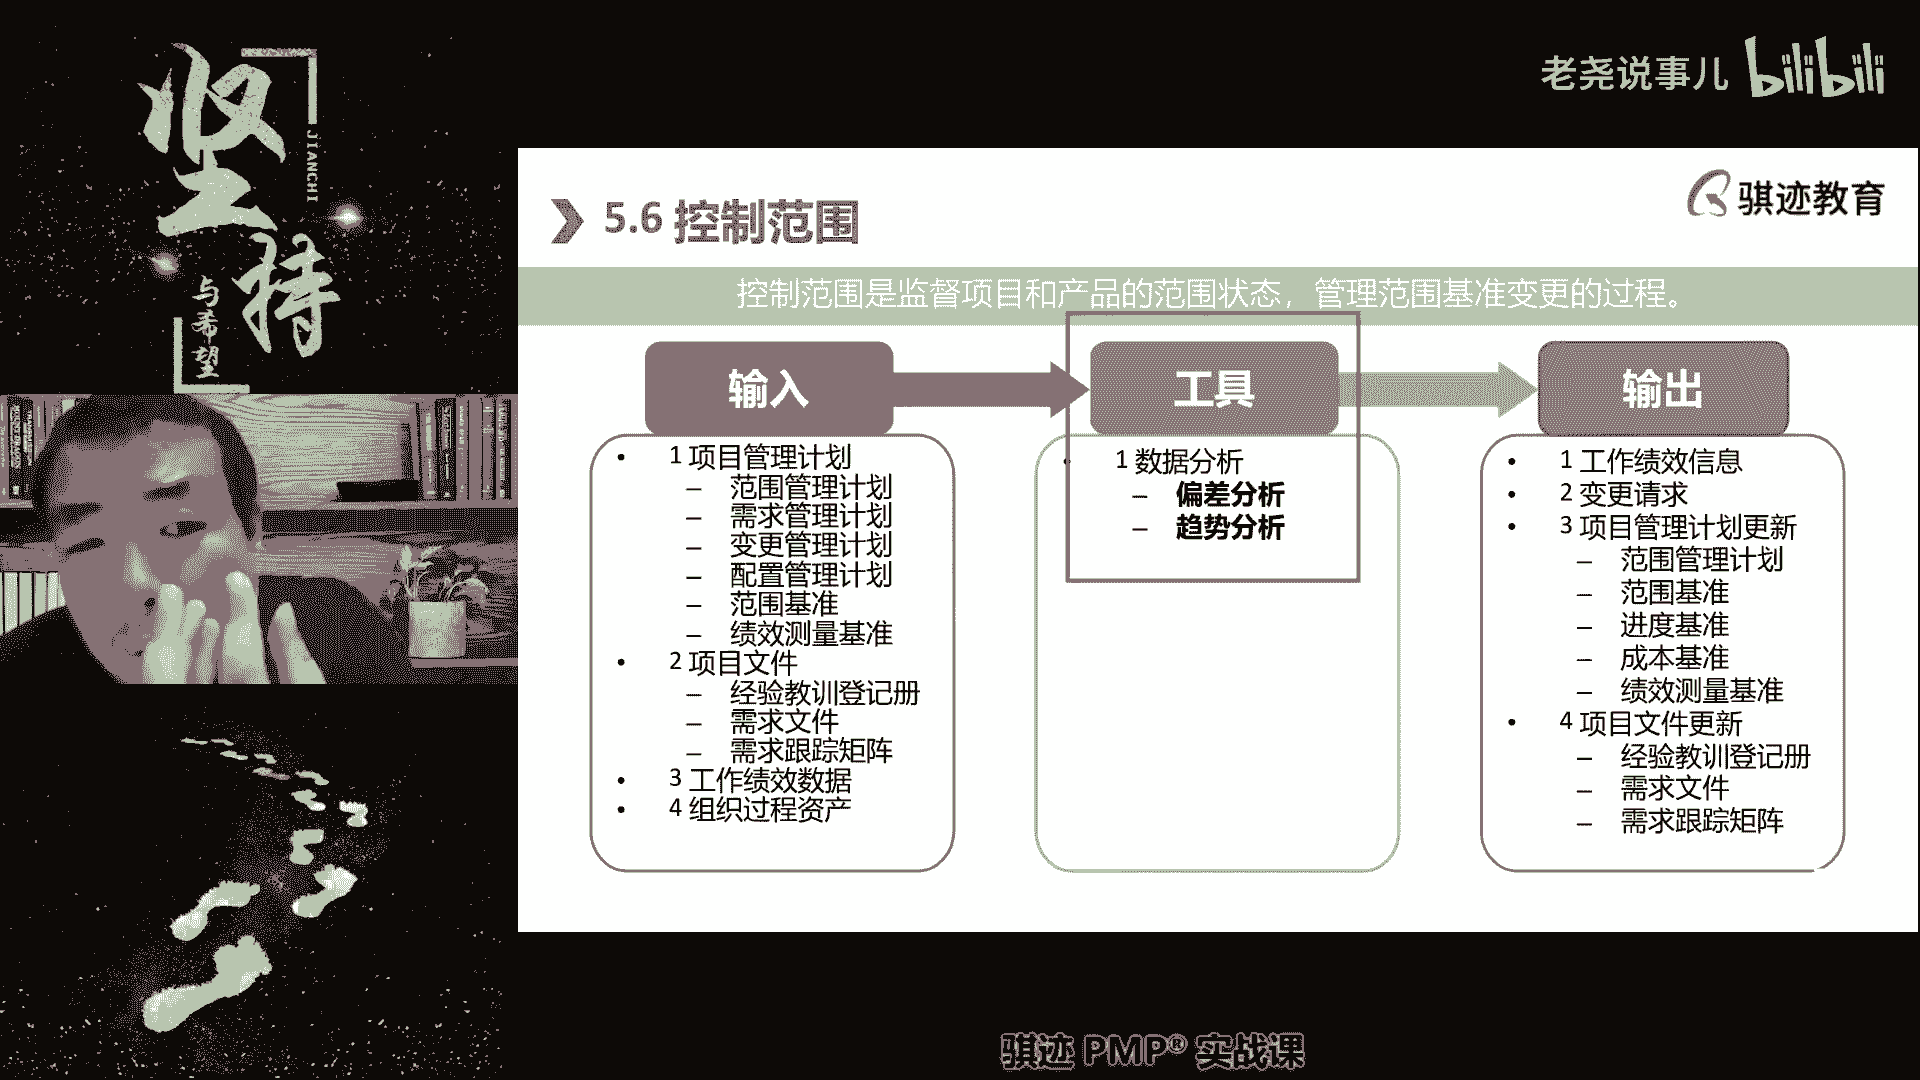 坚持
JIANCHI
与希望
老尧说事儿 bilibili
骐迹教育
5.6 控制范围
控制范围是监督项目和产品的范围状态，管理范围基准变更的过程。
输入
• 1 项目管理计划
– 范围管理计划
– 需求管理计划
– 变更管理计划
– 配置管理计划
– 范围基准
– 绩效测量基准
• 2 项目文件
– 经验教训登记册
– 需求文件
– 需求跟踪矩阵
• 3 工作绩效数据
• 4 组织过程资产
工具
• 1 数据分析
– 偏差分析
– 趋势分析
输出
• 1 工作绩效信息
• 2 变更请求
• 3 项目管理计划更新
– 范围管理计划
– 范围基准
– 进度基准
– 成本基准
– 绩效测量基准
• 4 项目文件更新
– 经验教训登记册
– 需求文件
– 需求跟踪矩阵
骐迹 PMP® 实战课